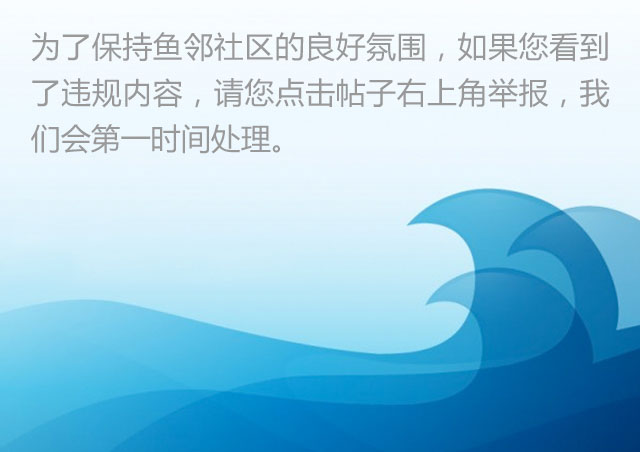 为了保持鱼邻社区的良好氛围，如果您看到
了违规内容，请您点击帖子右上角举报，我
们会第一时间处理。